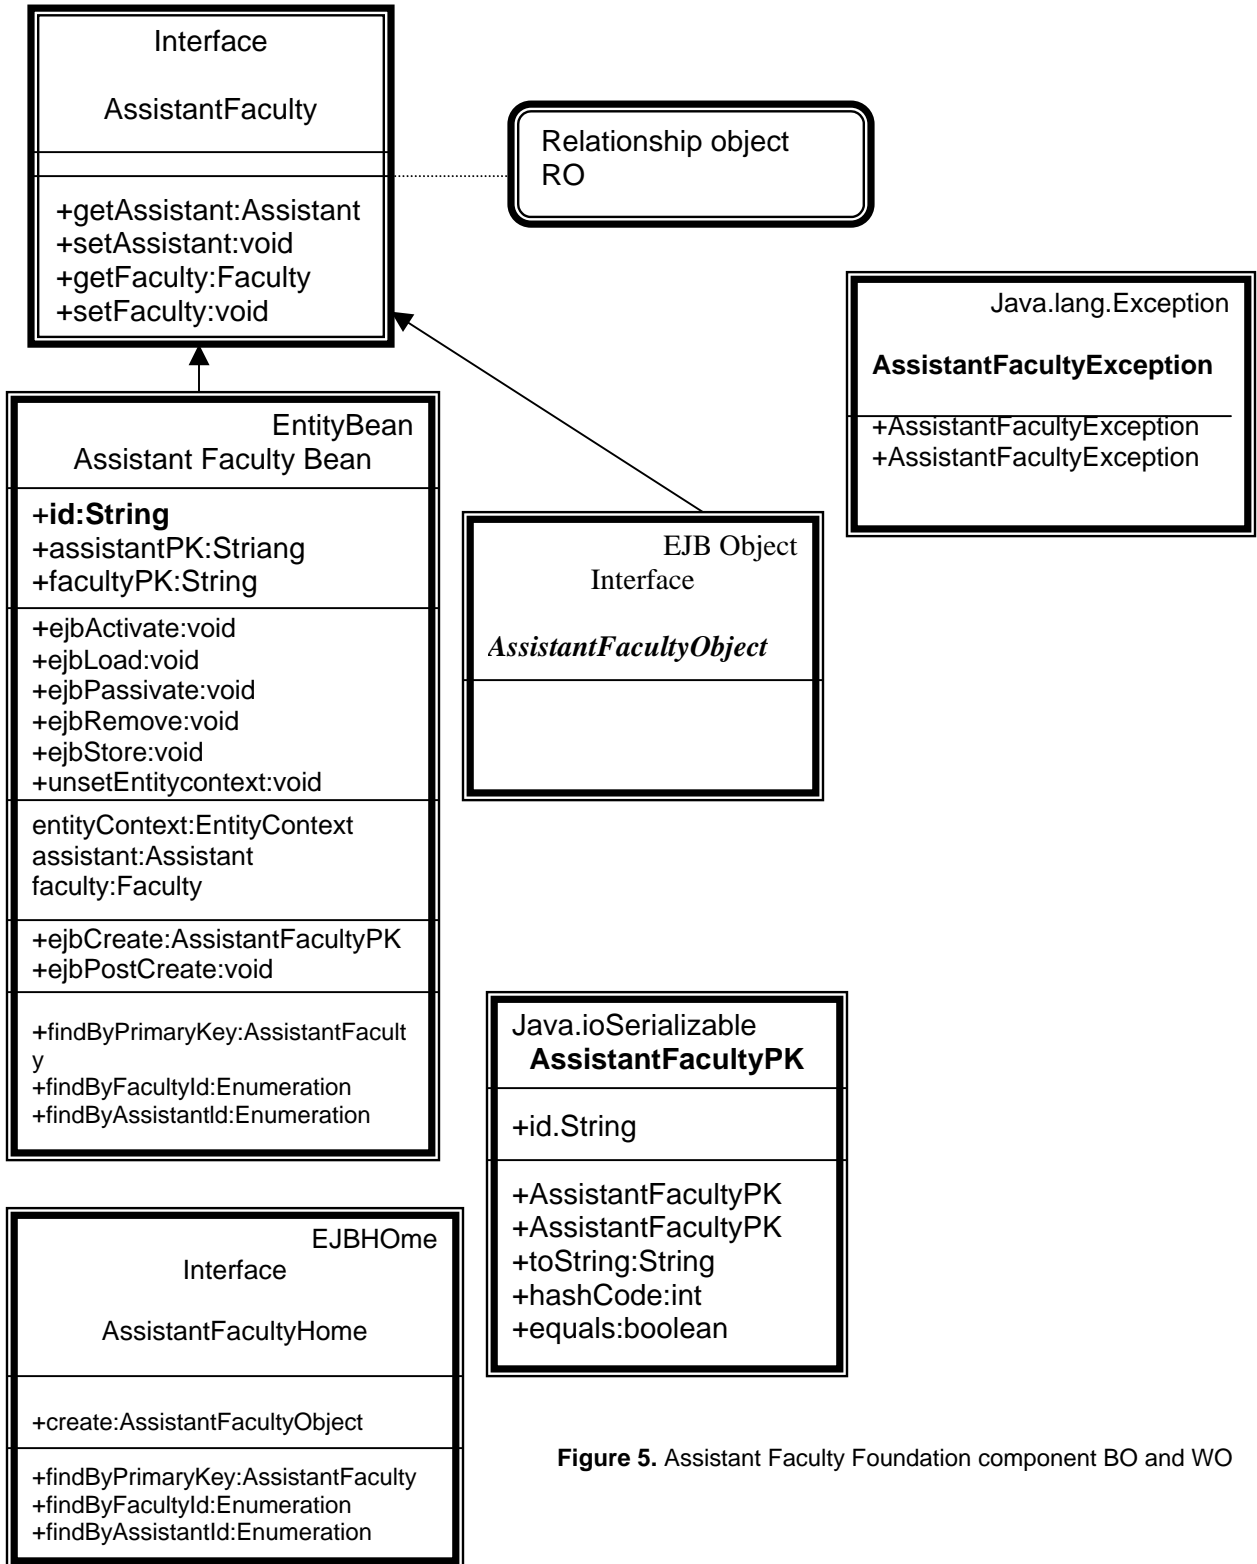 Interface
AssistantFaculty
+getAssistant:Assistant
+setAssistant:void
+getFaculty:Faculty
+setFaculty:void
Relationship object
RO
Java.lang.Exception
AssistantFacultyException
+AssistantFacultyException
+AssistantFacultyException
EntityBean
Assistant Faculty Bean
+id:String
+assistantPK:Striang
+facultyPK:String
+ejbActivate:void
+ejbLoad:void
+ejbPassivate:void
+ejbRemove:void
+ejbStore:void
+unsetEntitycontext:void
entityContext:EntityContext
assistant:Assistant
faculty:Faculty
+ejbCreate:AssistantFacultyPK
+ejbPostCreate:void
+findByPrimaryKey:AssistantFacult
y
+findByFacultyId:Enumeration
+findByAssistantId:Enumeration
EJB Object
Interface
AssistantFacultyObject
Java.ioSerializable
AssistantFacultyPK
+id.String
+AssistantFacultyPK
+AssistantFacultyPK
+toString:String
+hashCode:int
+equals:boolean
EJBHOme
Interface
AssistantFacultyHome
+create:AssistantFacultyObject
+findByPrimaryKey:AssistantFaculty
+findByFacultyId:Enumeration
+findByAssistantId:Enumeration
Figure 5. Assistant Faculty Foundation component BO and WO